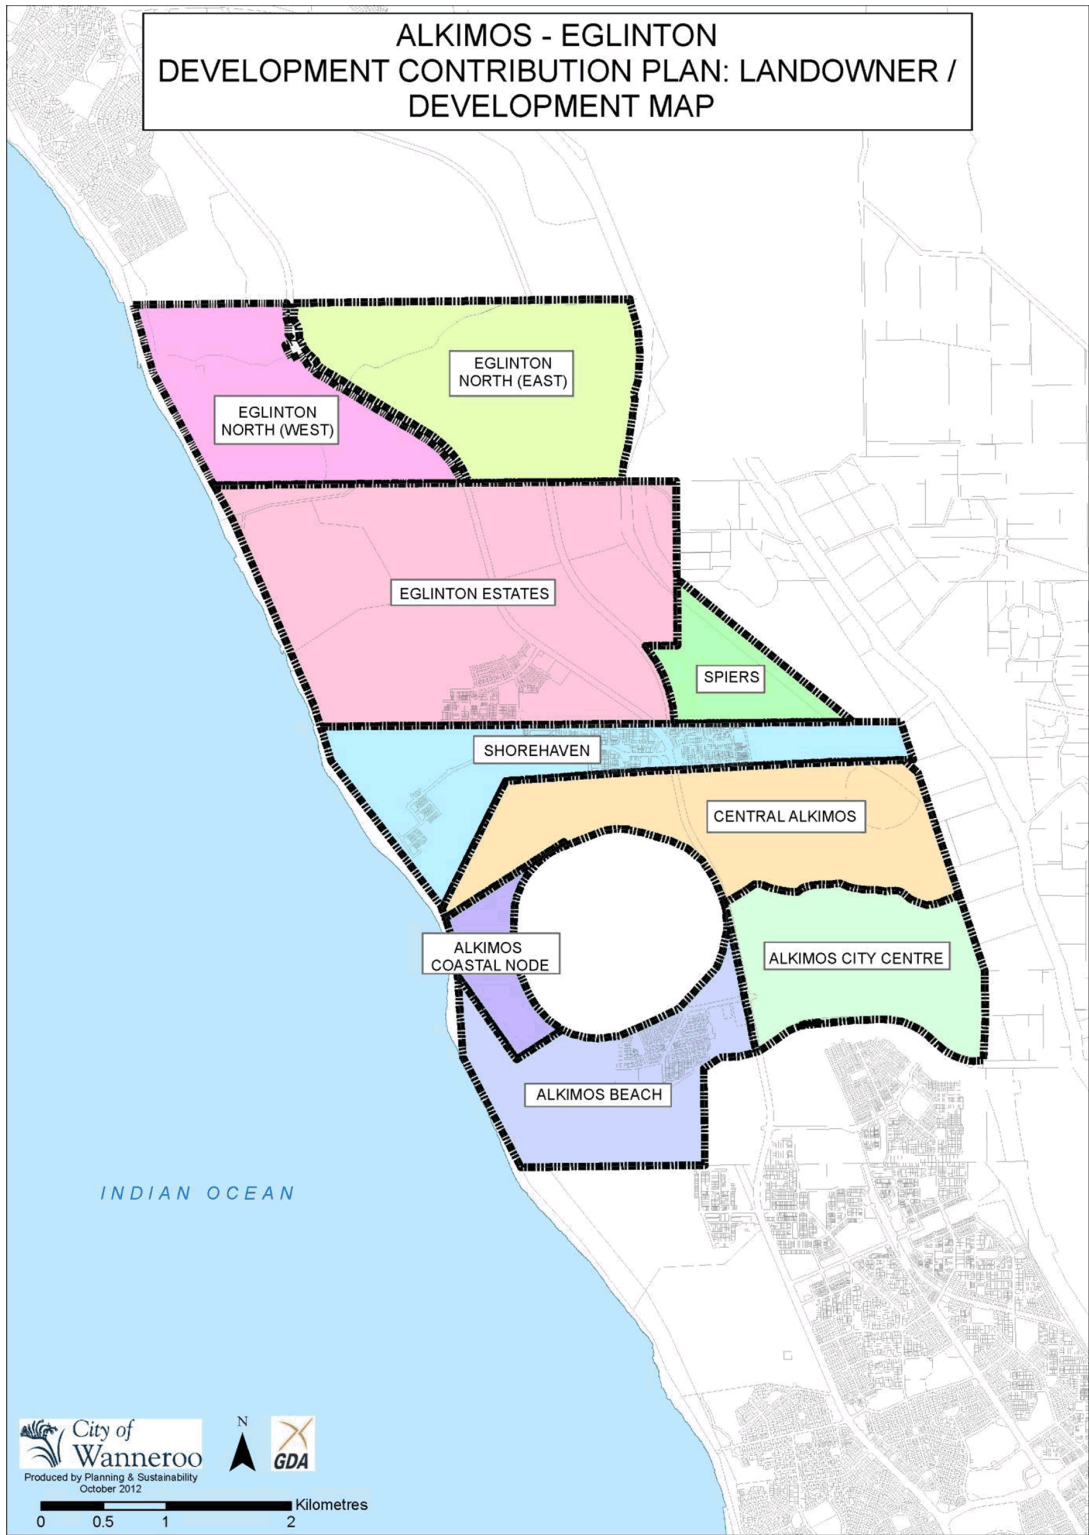 ALKIMOS - EGLINTON
DEVELOPMENT CONTRIBUTION PLAN: LANDOWNER /
DEVELOPMENT MAP
EGLINTON
NORTH (EAST)
EGLINTON
NORTH (WEST)
EGLINTON ESTATES
SPIERS
SHOREHAVEN
CENTRAL ALKIMOS
ALKIMOS
COASTAL NODE
ALKIMOS CITY CENTRE
ALKIMOS BEACH
INDIAN OCEAN
City of
Wanneroo
N
GDA
Produced by Planning & Sustainability
October 2012
Kilometres
0 0.5 1 2